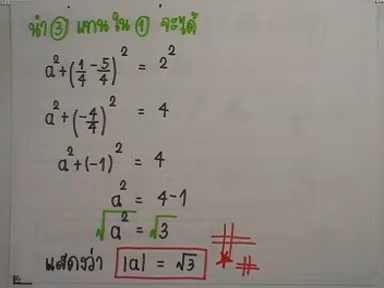 นำ ③ แทนใน ① จะได้
a² + (1/4 - 5/4)² = 2²
a² + (-4/4)² = 4
a² + (-1)² = 4
a² = 4-1
√a² = √3
แสดงว่า |a| = √3